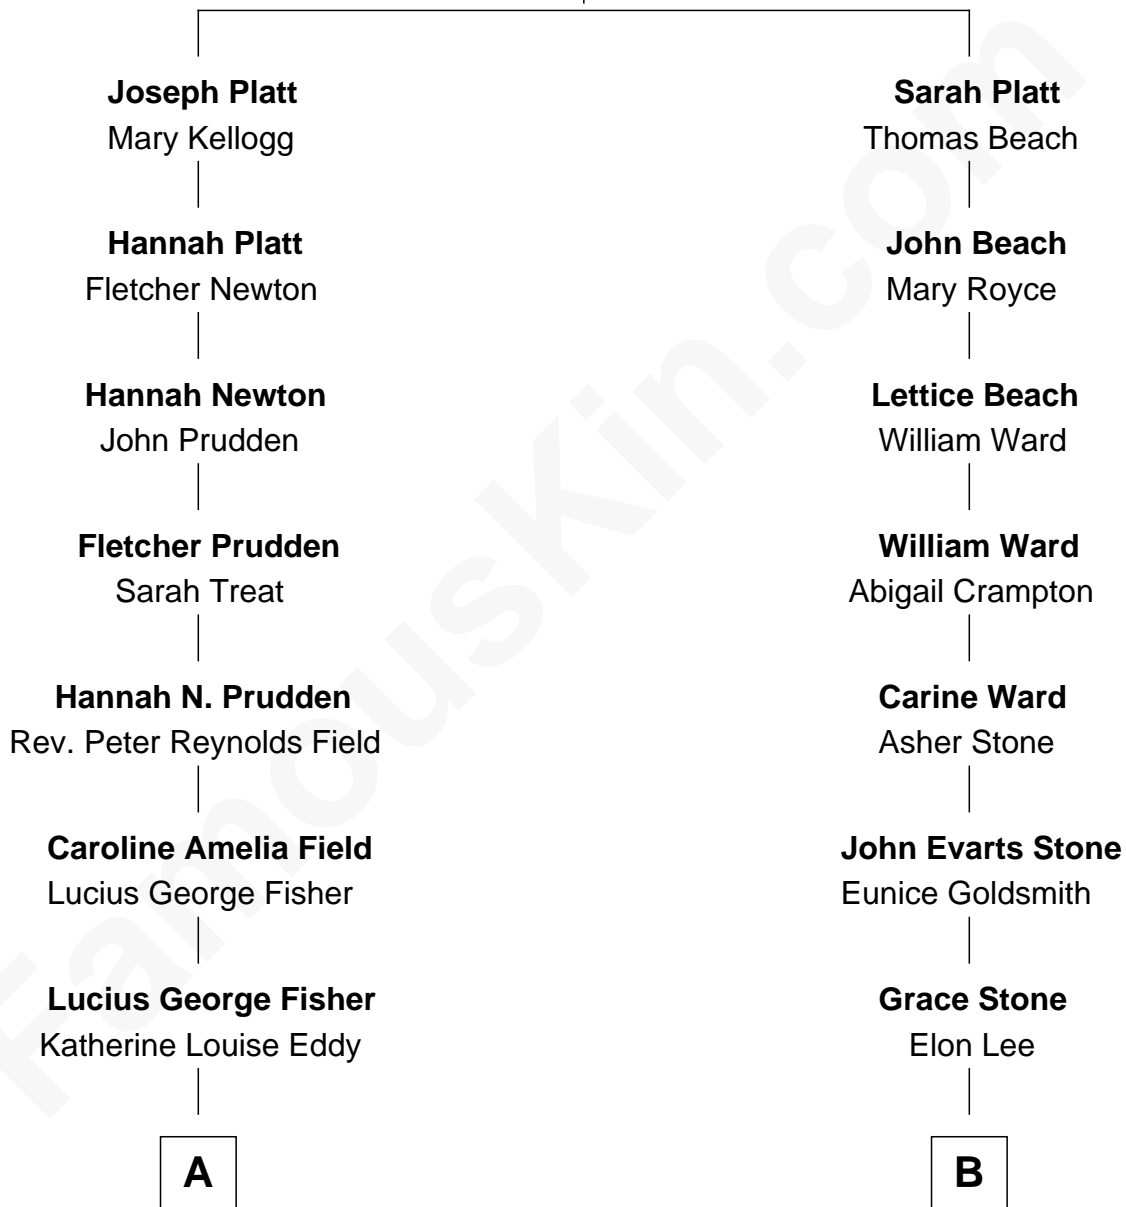 Joseph Platt
Mary Kellogg
Hannah Platt
Fletcher Newton
Hannah Newton
John Prudden
Fletcher Prudden
Sarah Treat
Hannah N. Prudden
Rev. Peter Reynolds Field
Caroline Amelia Field
Lucius George Fisher
Lucius George Fisher
Katherine Louise Eddy
A
Sarah Platt
Thomas Beach
John Beach
Mary Royce
Lettice Beach
William Ward
William Ward
Abigail Crampton
Carine Ward
Asher Stone
John Evarts Stone
Eunice Goldsmith
Grace Stone
Elon Lee
B
FamousKin.com